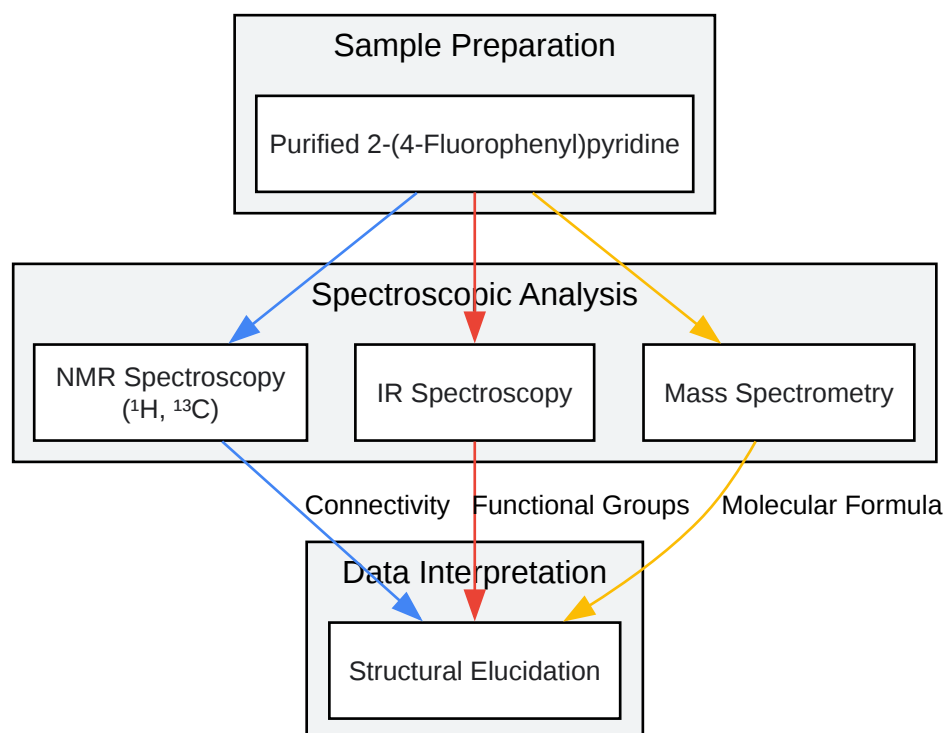 Sample Preparation
Purified 2-(4-Fluorophenyl)pyridine
Spectroscopic Analysis
NMR Spectroscopy
(¹H, ¹³C)
IR Spectroscopy
Mass Spectrometry
Connectivity
Functional Groups
Molecular Formula
Data Interpretation
Structural Elucidation